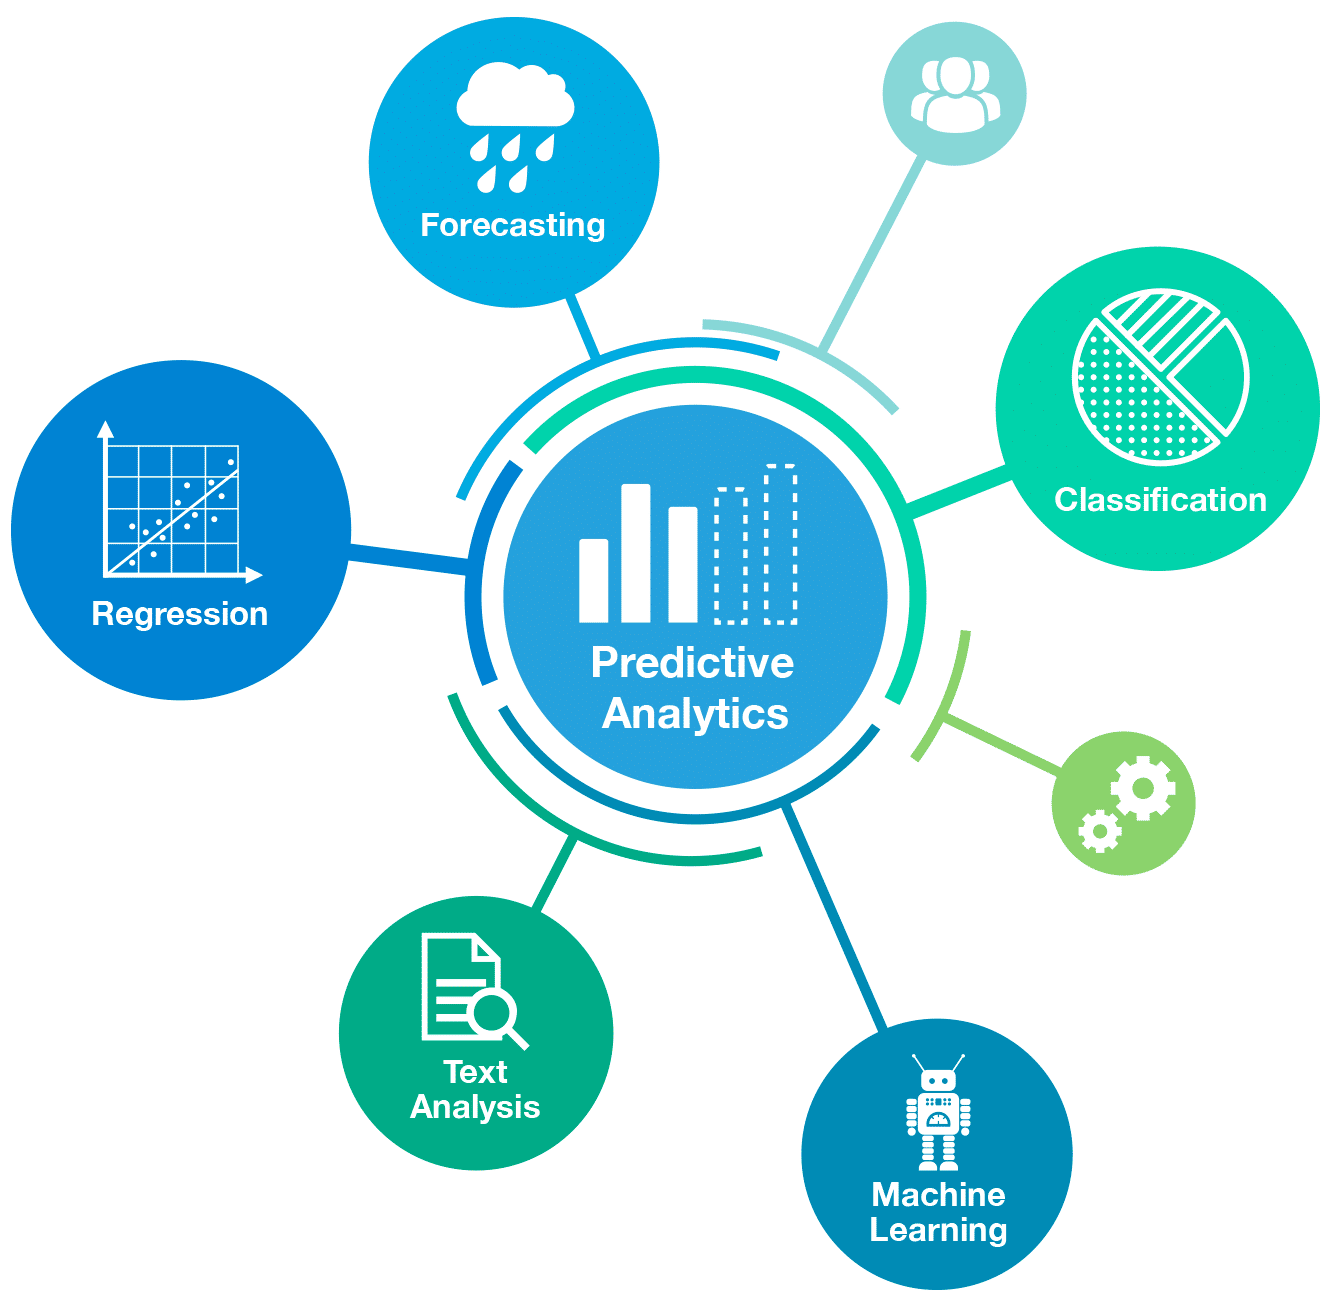 Forecasting
Classification
Regression
Predictive
Analytics
Text
Analysis
Machine
Learning